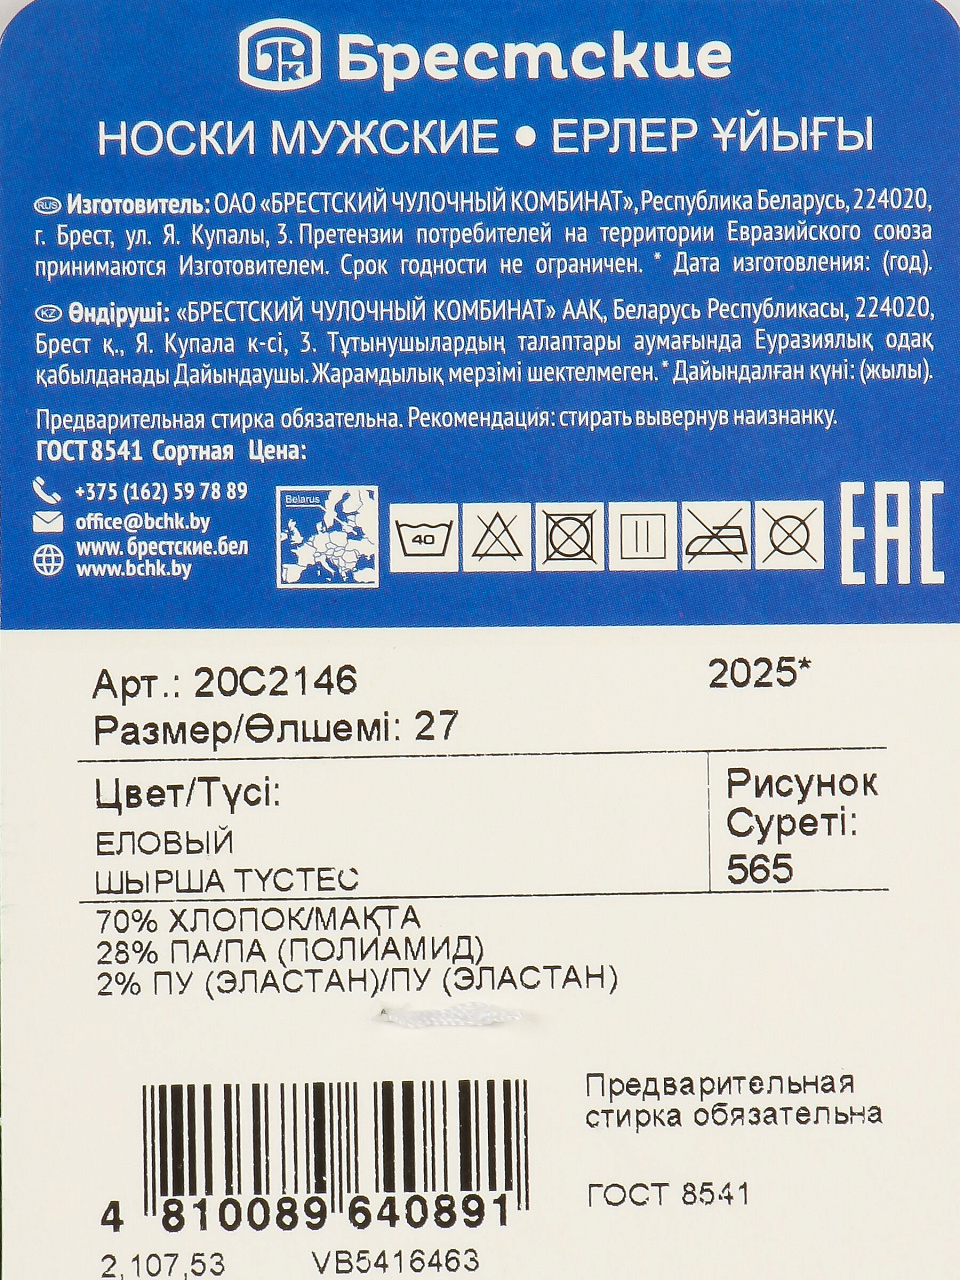 Брестские
НОСКИ МУЖСКИЕ • ЕРЛЕР ҰЙЫҒЫ
RUS Изготовитель: ОАО «БРЕСТСКИЙ ЧУЛОЧНЫЙ КОМБИНАТ», Республика Беларусь, 224020,
г. Брест, ул. Я. Купалы, 3. Претензии потребителей на территории Евразийского союза
принимаются Изготовителем. Срок годности не ограничен. * Дата изготовления: (год).
KZ Өндіруші: «БРЕСТСКИЙ ЧУЛОЧНЫЙ КОМБИНАТ» ААҚ, Беларусь Республикасы, 224020,
Брест қ., Я. Купала к-сі, 3. Тұтынушылардың талаптары аумағында Еуразиялық одақ
қабылданады Дайындаушы. Жарамдылық мерзімі шектелмеген. * Дайындалған күні: (жылы).
Предварительная стирка обязательна. Рекомендация: стирать вывернув наизнанку.
ГОСТ 8541 Сортная Цена:
+375 (162) 59 78 89
office@bchk.by
www. брестские.бел
www.bchk.by
Belarus
40
EAC
Арт.: 20С2146
2025*
Размер/Өлшемі: 27
Цвет/Түсі:
ЕЛОВЫЙ
ШЫРША ТҮСТЕС
Рисунок
Суреті:
565
70% ХЛОПОК/МАҚТА
28% ПА/ПА (ПОЛИАМИД)
2% ПУ (ЭЛАСТАН)/ПУ (ЭЛАСТАН)
Предварительная
стирка обязательна
ГОСТ 8541
4 810089 640891
2,107,53
VB5416463